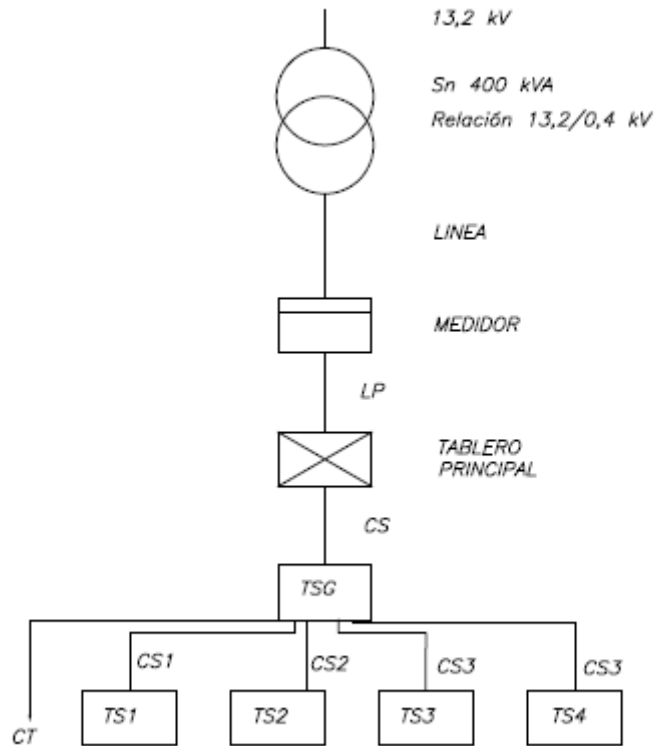 13,2 kV
Sn 400 kVA
Relación 13,2/0,4 kV
LINEA
MEDIDOR
LP
TABLERO
PRINCIPAL
CS
TSG
CS1
CS2
CS3
CS3
TS1
TS2
TS3
TS4
CT